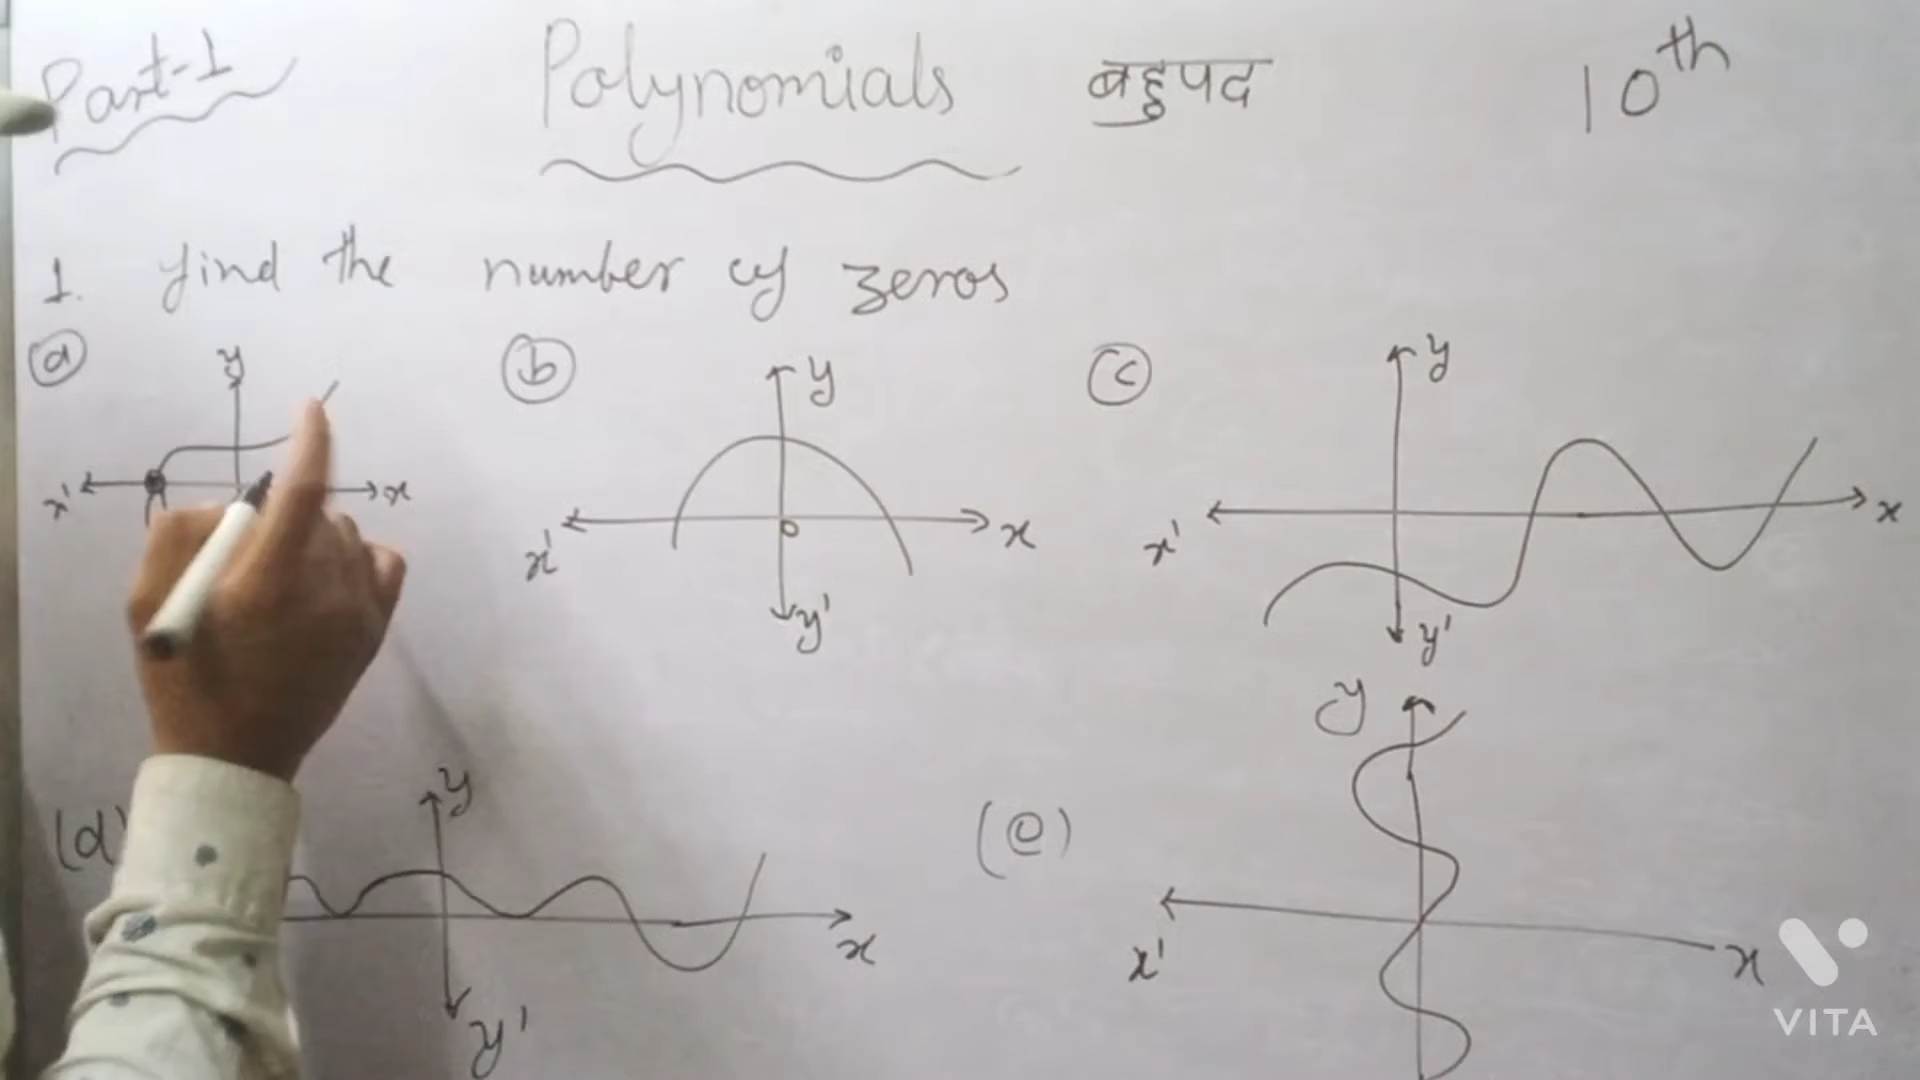 Part-1 Polynomials बहुपद 10th
1. find the number of zeros
(a) (b) (c)
y y y
x' x x' o x x' x
y' y'
y
(d) y (e)
x x' x
y'
VITA